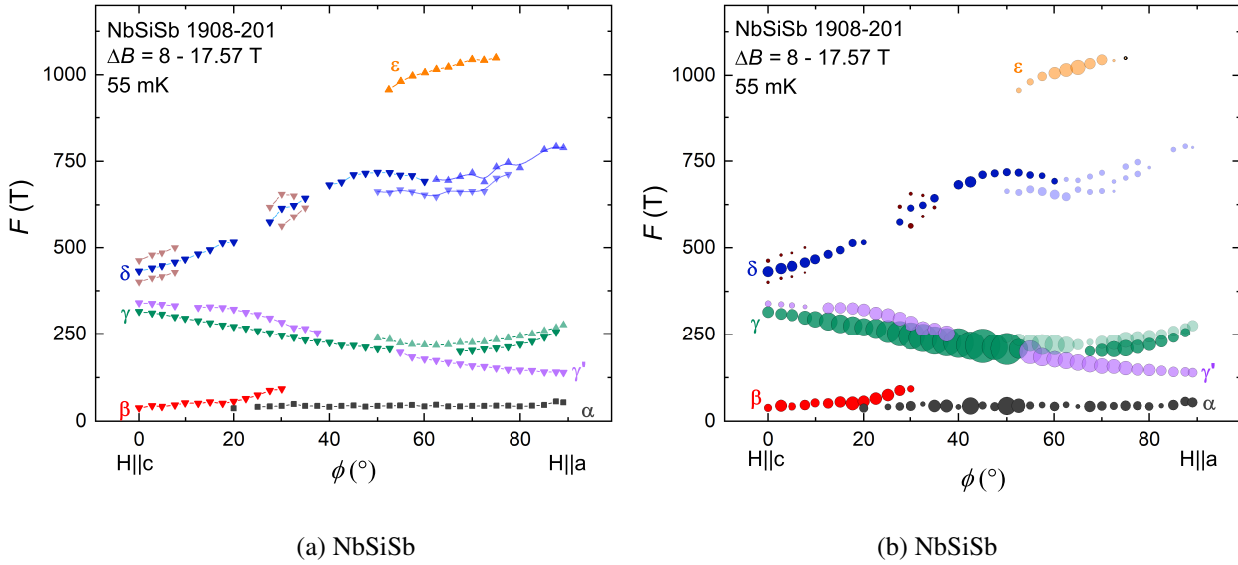 NbSiSb 1908-201
ΔB = 8 - 17.57 T
55 mK
ε
δ
γ
γ'
β
α
F (T)
1000
750
500
250
0
0 20 40 60 80
H||c H||a
ϕ (°)
(a) NbSiSb
NbSiSb 1908-201
ΔB = 8 - 17.57 T
55 mK
ε
δ
γ
γ'
β
α
F (T)
1000
750
500
250
0
0 20 40 60 80
H||c H||a
ϕ (°)
(b) NbSiSb